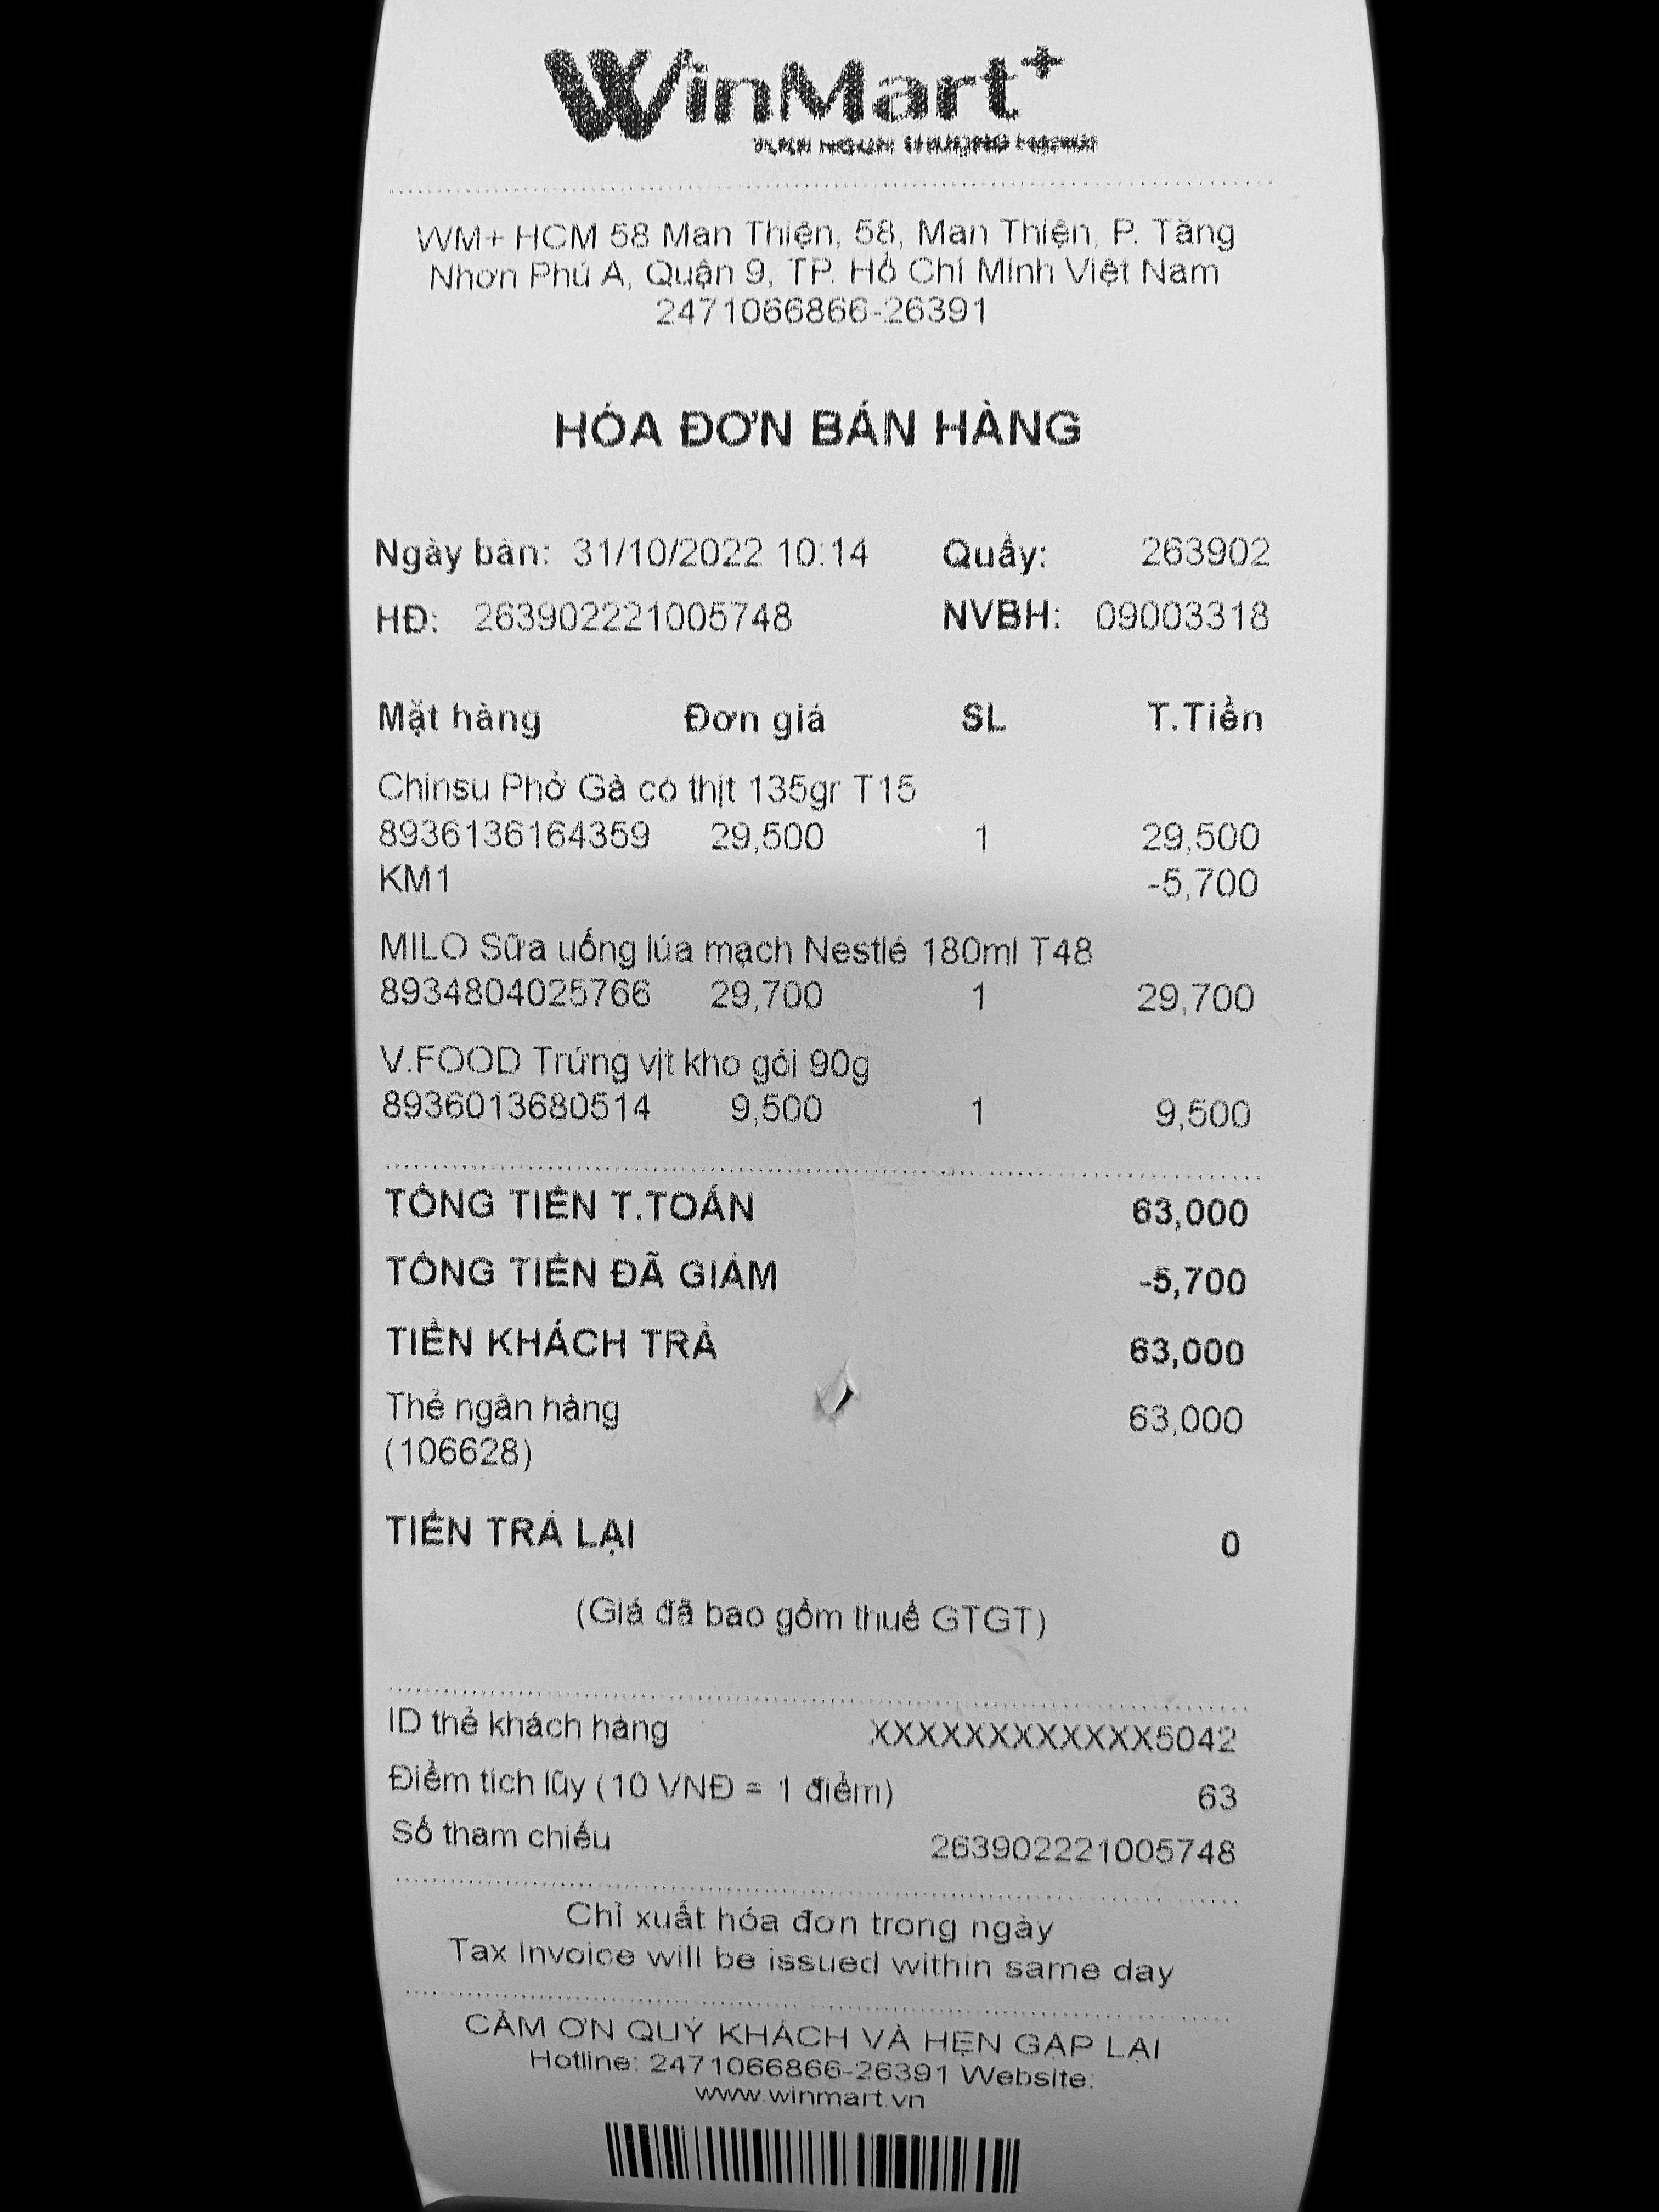 WinMart+
WM+ HCM 58 Man Thiện, 58, Man Thiện, P. Tăng
Nhơn Phú A, Quận 9, TP. Hồ Chí Minh Việt Nam
2471066866-26391
HÓA ĐƠN BÁN HÀNG
Ngày bán: 31/10/2022 10:14 Quầy: 263902
HĐ: 263902221005748 NVBH: 09003318
Mặt hàng Đơn giá SL T.Tiền
Chinsu Phở Gà có thịt 135gr T15
8936136164359 29,500 1 29,500
KM1 -5,700
MILO Sữa uống lúa mạch Nestlé 180ml T48
8934804025766 29,700 1 29,700
V.FOOD Trứng vịt kho gói 90g
8936013680514 9,500 1 9,500
TỔNG TIỀN T.TOÁN 63,000
TỔNG TIỀN ĐÃ GIẢM -5,700
TIỀN KHÁCH TRẢ 63,000
Thẻ ngân hàng 63,000
(106628)
TIỀN TRẢ LẠI 0
(Giá đã bao gồm thuế GTGT)
ID thẻ khách hàng XXXXXXXXXXXX5042
Điểm tích lũy (10 VNĐ = 1 điểm) 63
Số tham chiếu 263902221005748
Chỉ xuất hóa đơn trong ngày
Tax Invoice will be issued within same day
CẢM ƠN QUÝ KHÁCH VÀ HẸN GẶP LẠI
Hotline: 2471066866-26391 Website:
www.winmart.vn